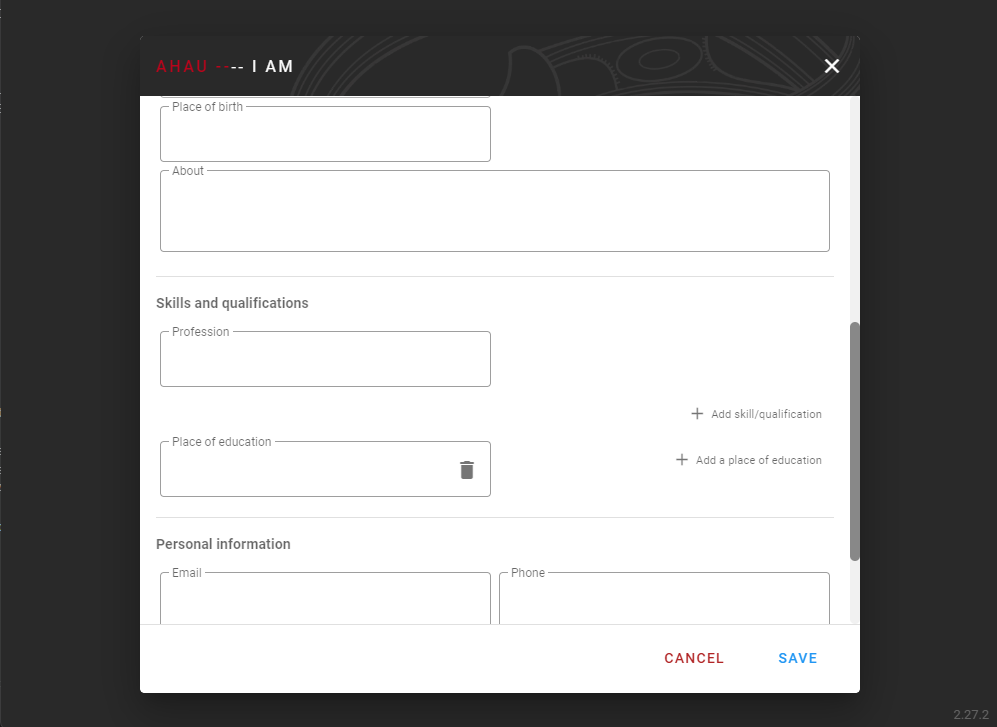 AHAU ---- I AM
Place of birth
About
Skills and qualifications
Profession
Add skill/qualification
Place of education
Add a place of education
Personal information
Email
Phone
CANCEL
SAVE
2.27.2